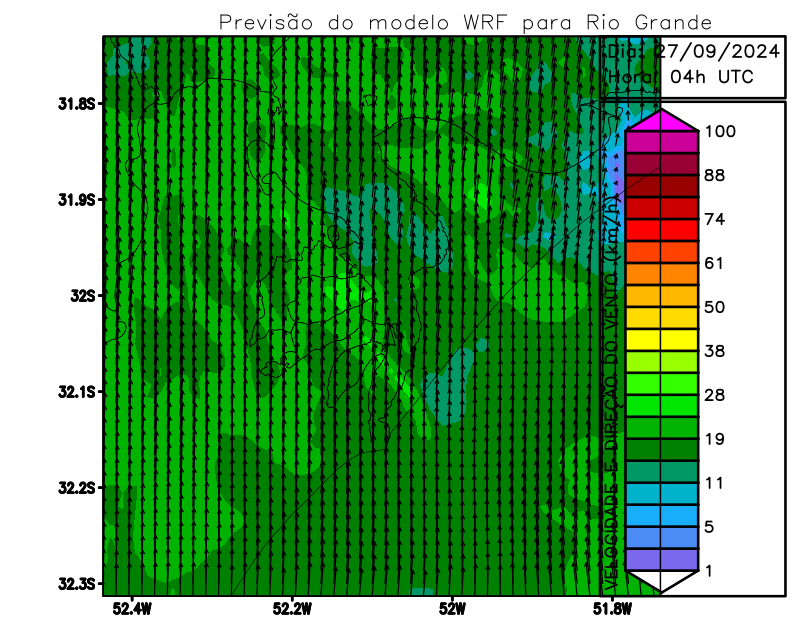 Previsão do modelo WRF para Rio Grande
Dia: 27/09/2024
Hora: 04h UTC
31.8S
31.9S
32S
32.1S
32.2S
32.3S
52.4W
52.2W
52W
51.8W
VELOCIDADE E DIREÇÃO DO VENTO (km/h)
100
88
74
61
50
38
28
19
11
5
1